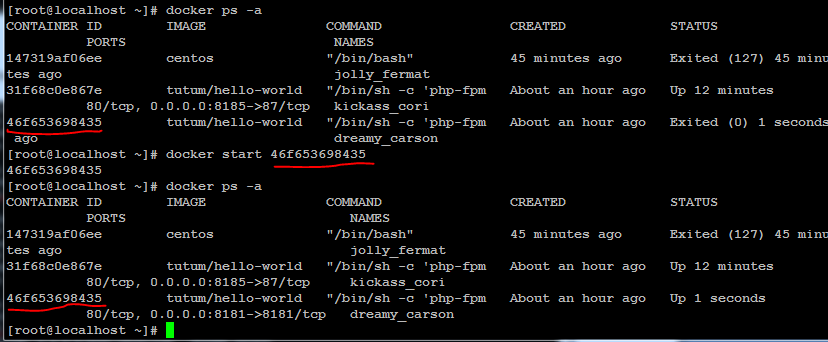 [root@localhost ~]# docker ps -a
CONTAINER ID        IMAGE               COMMAND                CREATED             STATUS
          PORTS                          NAMES
147319af06ee        centos              "/bin/bash"            45 minutes ago      Exited (127) 45 minu
tes ago                                  jolly_fermat
31f68c0e867e        tutum/hello-world   "/bin/sh -c 'php-fpm   About an hour ago   Up 12 minutes
          80/tcp, 0.0.0.0:8185->87/tcp   kickass_cori
46f653698435        tutum/hello-world   "/bin/sh -c 'php-fpm   About an hour ago   Exited (0) 1 seconds
 ago                                     dreamy_carson
[root@localhost ~]# docker start 46f653698435
46f653698435
[root@localhost ~]# docker ps -a
CONTAINER ID        IMAGE               COMMAND                CREATED             STATUS
          PORTS                            NAMES
147319af06ee        centos              "/bin/bash"            45 minutes ago      Exited (127) 45 minu
tes ago                                    jolly_fermat
31f68c0e867e        tutum/hello-world   "/bin/sh -c 'php-fpm   About an hour ago   Up 12 minutes
          80/tcp, 0.0.0.0:8185->87/tcp     kickass_cori
46f653698435        tutum/hello-world   "/bin/sh -c 'php-fpm   About an hour ago   Up 1 seconds
          80/tcp, 0.0.0.0:8181->8181/tcp   dreamy_carson
[root@localhost ~]#